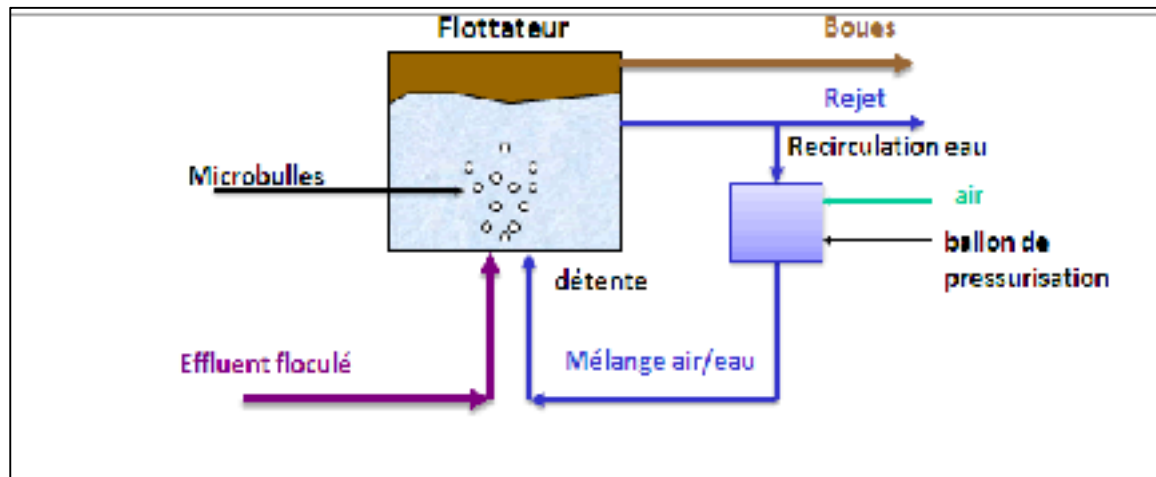 Flottateur
Boues
Rejet
Recirculation eau
Microbulles
air
ballon de
pressurisation
détente
Effluent floculé
Mélange air/eau